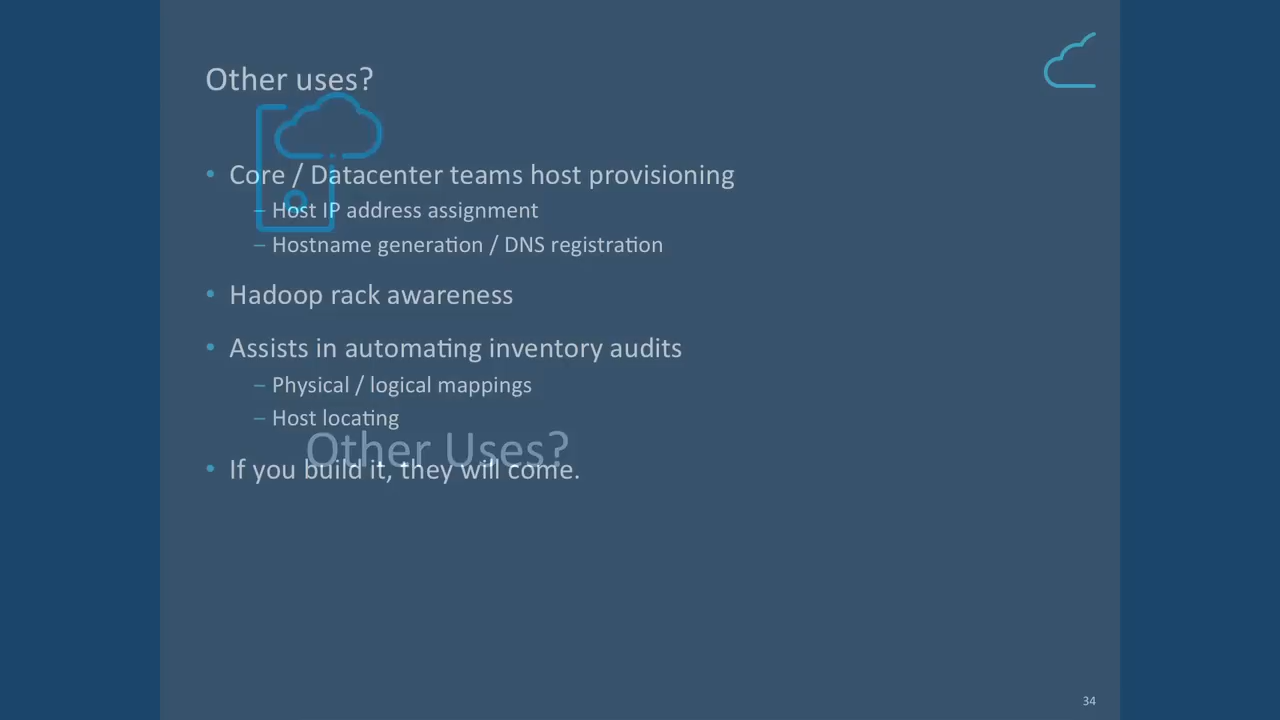 Other uses?
• Core / Datacenter teams host provisioning
– Host IP address assignment
– Hostname generation / DNS registration
• Hadoop rack awareness
• Assists in automating inventory audits
– Physical / logical mappings
– Host locating
Other Uses?
• If you build it, they will come.
34